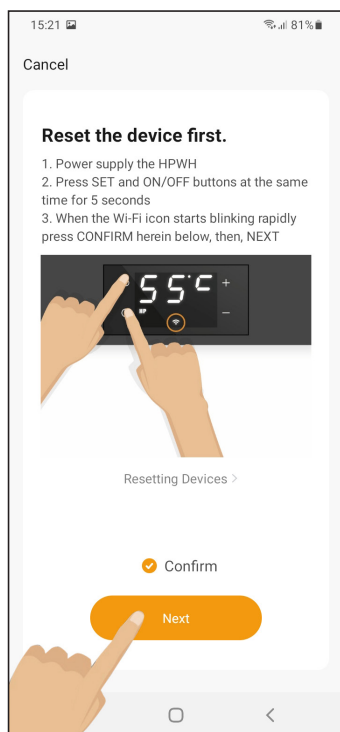 15:21 81%
Cancel
Reset the device first.
1. Power supply the HPWH
2. Press SET and ON/OFF buttons at the same
time for 5 seconds
3. When the Wi-Fi icon starts blinking rapidly
press CONFIRM herein below, then, NEXT
55°C
HP
Resetting Devices >
Confirm
Next